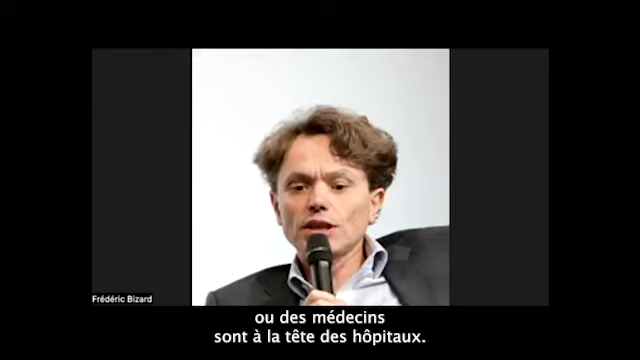 Frédéric Bizard
ou des médecins
sont à la tête des hôpitaux.